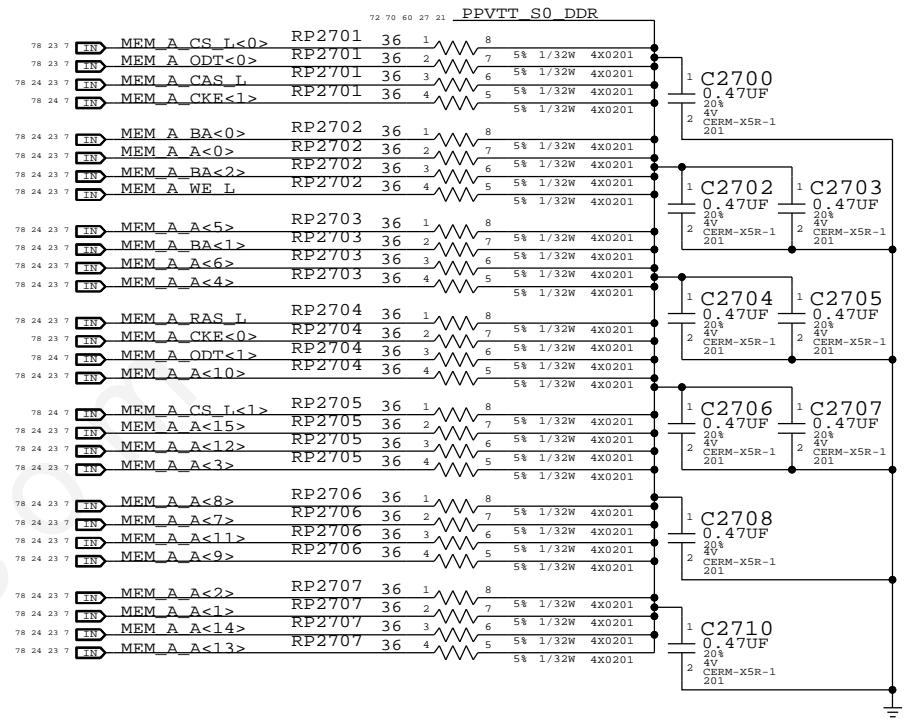 72 70 60 27 21 PPVTT_S0_DDR
78 23 7 IN MEM_A_CS_L<0> RP2701 36 1 8 5% 1/32W 4X0201
78 23 7 IN MEM_A_ODT<0> RP2701 36 2 7 5% 1/32W 4X0201
78 24 23 7 IN MEM_A_CAS_L RP2701 36 3 6 5% 1/32W 4X0201
78 24 7 IN MEM_A_CKE<1> RP2701 36 4 5 5% 1/32W 4X0201
1 C2700
0.47UF
20%
4V
2 CERM-X5R-1
201
78 24 23 7 IN MEM_A_BA<0> RP2702 36 1 8 5% 1/32W 4X0201
78 24 23 7 IN MEM_A_A<0> RP2702 36 2 7 5% 1/32W 4X0201
78 24 23 7 IN MEM_A_BA<2> RP2702 36 3 6 5% 1/32W 4X0201
78 24 23 7 IN MEM_A_WE_L RP2702 36 4 5 5% 1/32W 4X0201
1 C2702 1 C2703
0.47UF 0.47UF
20% 20%
4V 4V
2 CERM-X5R-1 2 CERM-X5R-1
201 201
78 24 23 7 IN MEM_A_A<5> RP2703 36 1 8 5% 1/32W 4X0201
78 24 23 7 IN MEM_A_BA<1> RP2703 36 2 7 5% 1/32W 4X0201
78 24 23 7 IN MEM_A_A<6> RP2703 36 3 6 5% 1/32W 4X0201
78 24 23 7 IN MEM_A_A<4> RP2703 36 4 5 5% 1/32W 4X0201
1 C2704 1 C2705
0.47UF 0.47UF
20% 20%
4V 4V
2 CERM-X5R-1 2 CERM-X5R-1
201 201
78 24 23 7 IN MEM_A_RAS_L RP2704 36 1 8 5% 1/32W 4X0201
78 23 7 IN MEM_A_CKE<0> RP2704 36 2 7 5% 1/32W 4X0201
78 24 7 IN MEM_A_ODT<1> RP2704 36 3 6 5% 1/32W 4X0201
78 24 23 7 IN MEM_A_A<10> RP2704 36 4 5 5% 1/32W 4X0201
1 C2706 1 C2707
0.47UF 0.47UF
20% 20%
4V 4V
2 CERM-X5R-1 2 CERM-X5R-1
201 201
78 24 7 IN MEM_A_CS_L<1> RP2705 36 1 8 5% 1/32W 4X0201
78 24 23 7 IN MEM_A_A<15> RP2705 36 2 7 5% 1/32W 4X0201
78 24 23 7 IN MEM_A_A<12> RP2705 36 3 6 5% 1/32W 4X0201
78 24 23 7 IN MEM_A_A<3> RP2705 36 4 5 5% 1/32W 4X0201
78 24 23 7 IN MEM_A_A<8> RP2706 36 1 8 5% 1/32W 4X0201
78 24 23 7 IN MEM_A_A<7> RP2706 36 2 7 5% 1/32W 4X0201
78 24 23 7 IN MEM_A_A<11> RP2706 36 3 6 5% 1/32W 4X0201
78 24 23 7 IN MEM_A_A<9> RP2706 36 4 5 5% 1/32W 4X0201
1 C2708
0.47UF
20%
4V
2 CERM-X5R-1
201
78 24 23 7 IN MEM_A_A<2> RP2707 36 1 8 5% 1/32W 4X0201
78 24 23 7 IN MEM_A_A<1> RP2707 36 2 7 5% 1/32W 4X0201
78 24 23 7 IN MEM_A_A<14> RP2707 36 3 6 5% 1/32W 4X0201
78 24 23 7 IN MEM_A_A<13> RP2707 36 4 5 5% 1/32W 4X0201
1 C2710
0.47UF
20%
4V
2 CERM-X5R-1
201